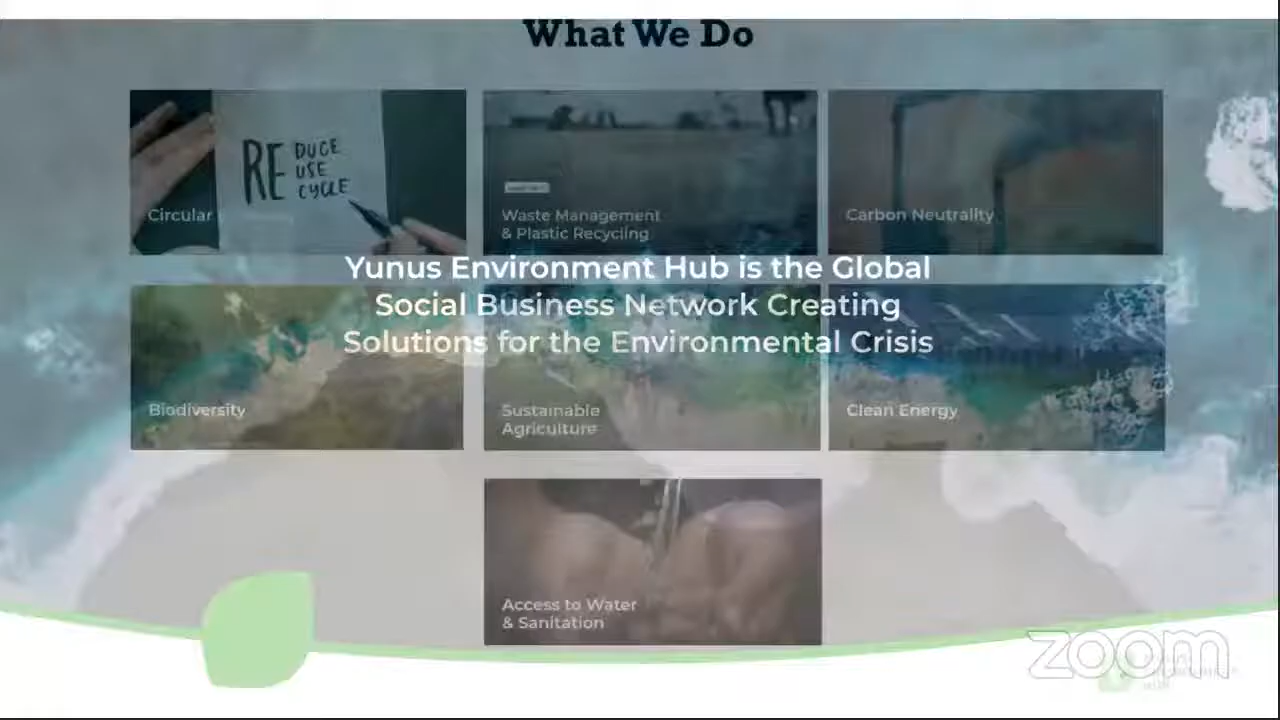 What We Do
RE DUCE
USE
CYCLE
Circular
Waste Management
& Plastic Recycling
Carbon Neutrality
Yunus Environment Hub is the Global
Social Business Network Creating
Solutions for the Environmental Crisis
Biodiversity
Sustainable
Agriculture
Clean Energy
Access to Water
& Sanitation
zoom